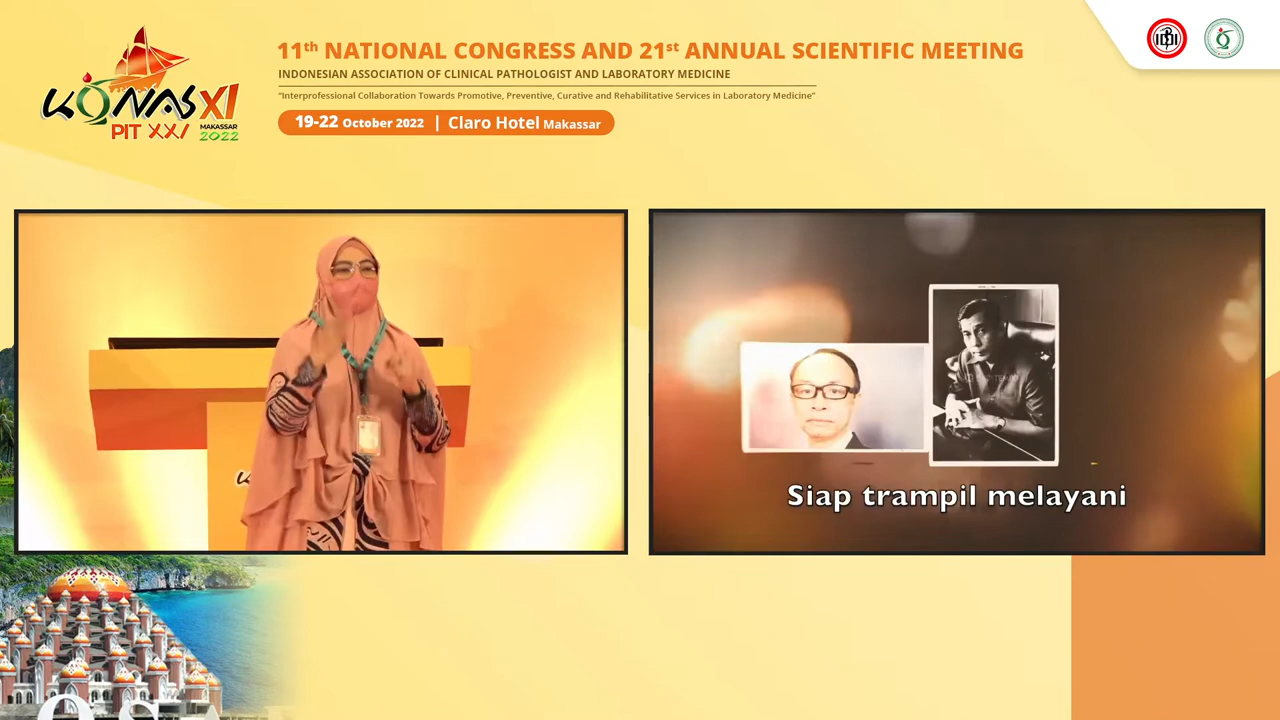 KONAS XI
PIT XXI
MAKASSAR
2022
11th NATIONAL CONGRESS AND 21st ANNUAL SCIENTIFIC MEETING
INDONESIAN ASSOCIATION OF CLINICAL PATHOLOGIST AND LABORATORY MEDICINE
"Interprofessional Collaboration Towards Promotive, Preventive, Curative and Rehabilitative Services in Laboratory Medicine"
19-22 October 2022 | Claro Hotel Makassar
IDI
Siap trampil melayani